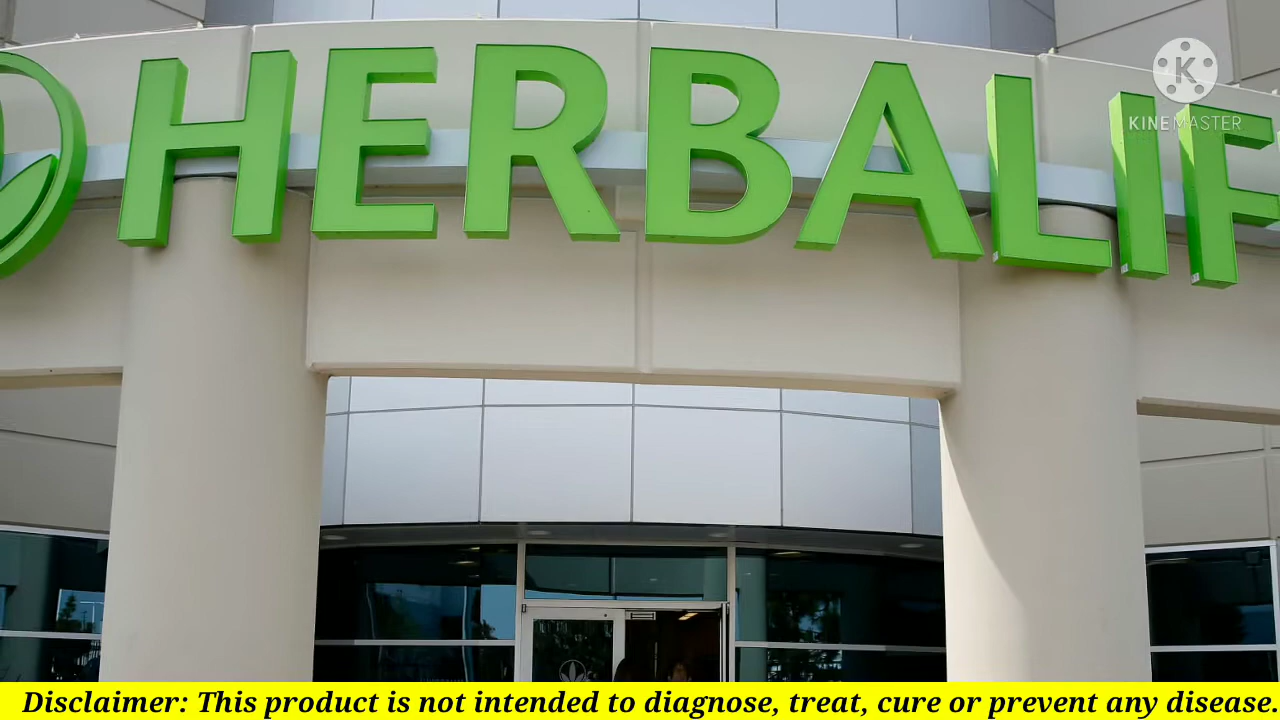 HERBALIF
K
KINEMASTER
Disclaimer: This product is not intended to diagnose, treat, cure or prevent any disease.